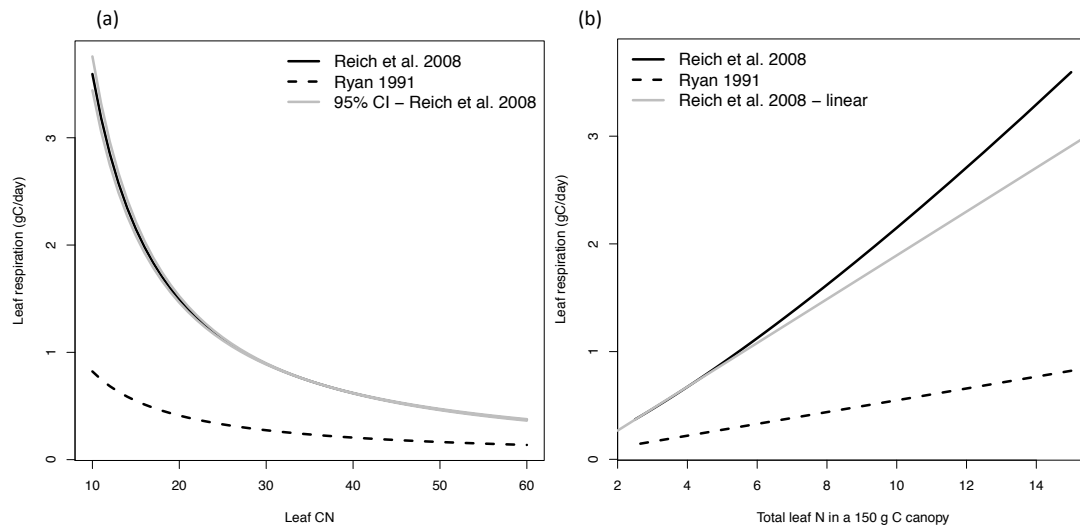 (a)
Reich et al. 2008
Ryan 1991
95% CI − Reich et al. 2008
Leaf respiration (gC/day)
0
1
2
3
10
20
30
40
50
60
Leaf CN
(b)
Reich et al. 2008
Ryan 1991
Reich et al. 2008 − linear
Leaf respiration (gC/day)
0
1
2
3
2
4
6
8
10
12
14
Total leaf N in a 150 g C canopy